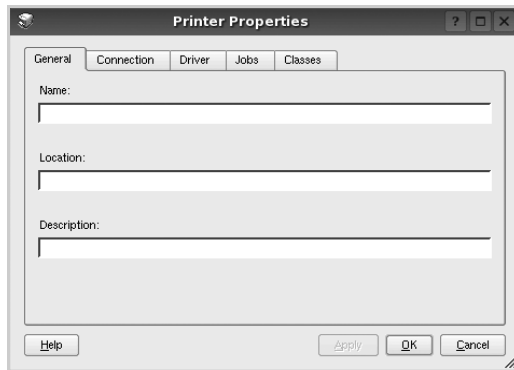 Printer Properties
General Connection Driver Jobs Classes
Name:
Location:
Description:
Help Apply OK Cancel